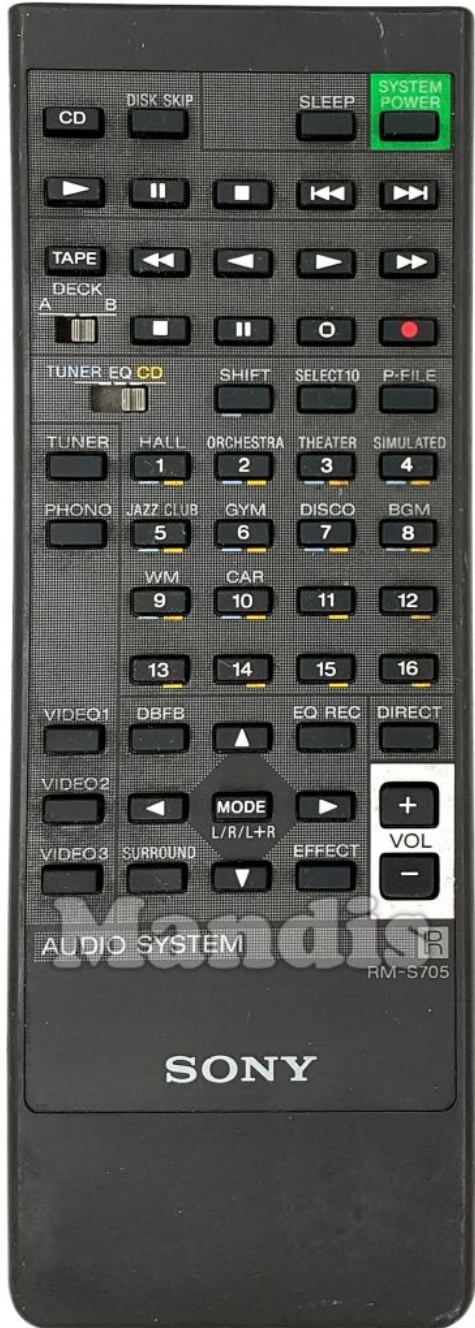 DISK SKIP SLEEP SYSTEM
POWER
CD
TAPE
DECK
A B
TUNER EQ CD SHIFT SELECT10 P·FILE
TUNER HALL ORCHESTRA THEATER SIMULATED
1 2 3 4
PHONO JAZZ CLUB GYM DISCO BGM
5 6 7 8
WM CAR
9 10 11 12
13 14 15 16
VIDEO1 DBFB EQ REC DIRECT
VIDEO2
MODE
+
L/R/L+R
VOL
VIDEO3 SURROUND EFFECT
−
Mandis
AUDIO SYSTEM R
RM-S705
SONY